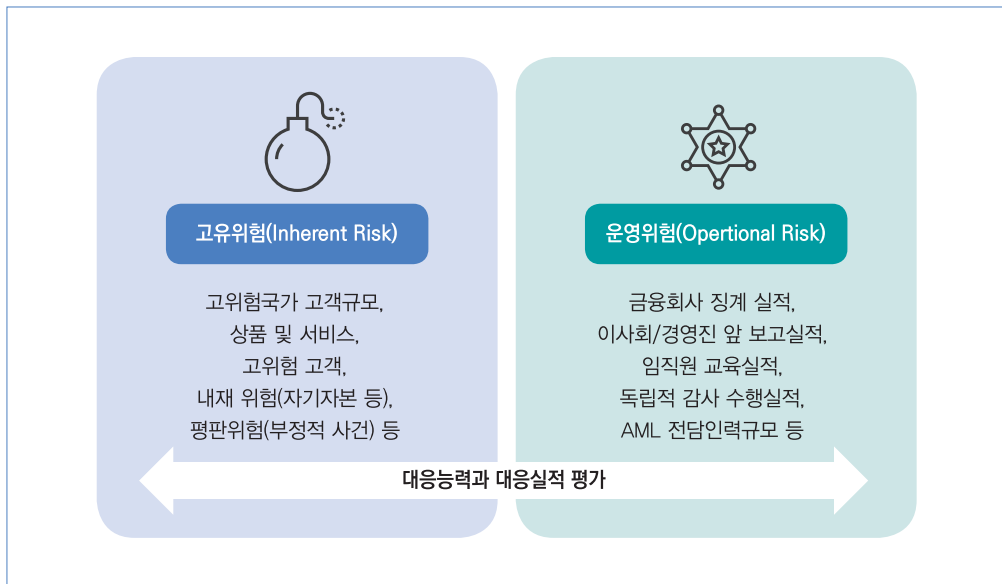 고유위험(Inherent Risk)
고위험국가 고객규모,
상품 및 서비스,
고위험 고객,
내재 위험(자기자본 등),
평판위험(부정적 사건) 등
운영위험(Opertional Risk)
금융회사 징계 실적,
이사회/경영진 앞 보고실적,
임직원 교육실적,
독립적 감사 수행실적,
AML 전담인력규모 등
대응능력과 대응실적 평가